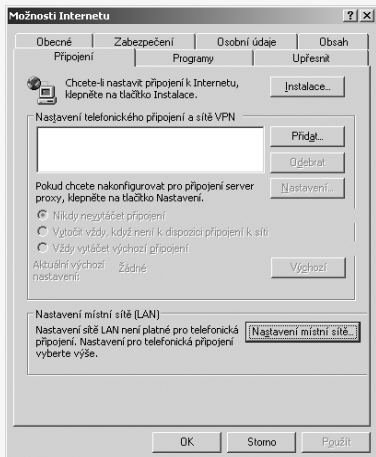 Možnosti Internetu
Obecné Zabezpečení Osobní údaje Obsah
Připojení Programy Upřesnit
Chcete-li nastavit připojení k Internetu,
klepněte na tlačítko Instalace.
Instalace...
Nastavení telefonického připojení a sítě VPN
Přidat...
Odebrat
Pokud chcete nakonfigurovat pro připojení server
proxy, klepněte na tlačítko Nastavení.
Nastavení...
Nikdy nevytáčet připojení
Vytočit vždy, když není k dispozici připojení k síti
Vždy vytáčet výchozí připojení
Aktuální výchozí
nastavení:
Žádné
Výchozí
Nastavení místní sítě (LAN)
Nastavení sítě LAN není platné pro telefonická
připojení. Nastavení pro telefonická připojení
vyberte výše.
Nastavení místní sítě...
OK Storno Použít